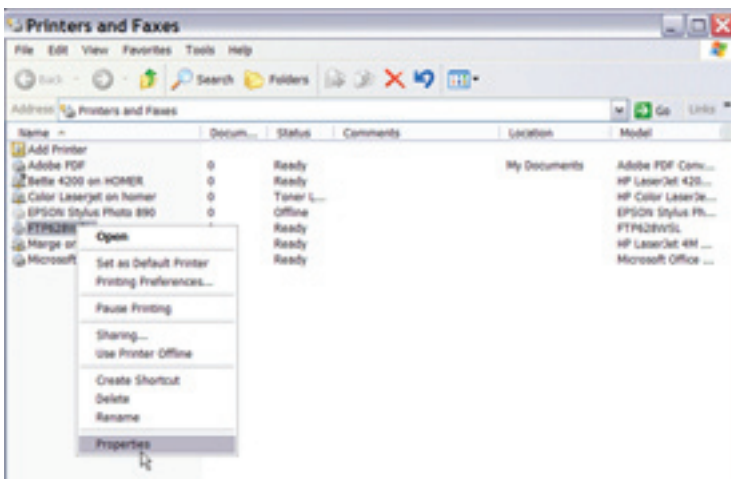 Printers and Faxes
File Edit View Favorites Tools Help
Back Search Folders
Address Printers and Faxes Go Links
Name Docum... Status Comments Location Model
Add Printer
Adobe PDF 0 Ready My Documents Adobe PDF Conv...
Bette 4200 on HOMER 0 Ready HP LaserJet 420...
Color Laserjet on homer 0 Toner L... HP Color LaserJe...
EPSON Stylus Photo 890 0 Offline EPSON Stylus Ph...
FTP628WSL Ready FTP628WSL
Marge on Ready HP LaserJet 4M ...
Microsoft Ready Microsoft Office ...
Open
Set as Default Printer
Printing Preferences...
Pause Printing
Sharing...
Use Printer Offline
Create Shortcut
Delete
Rename
Properties